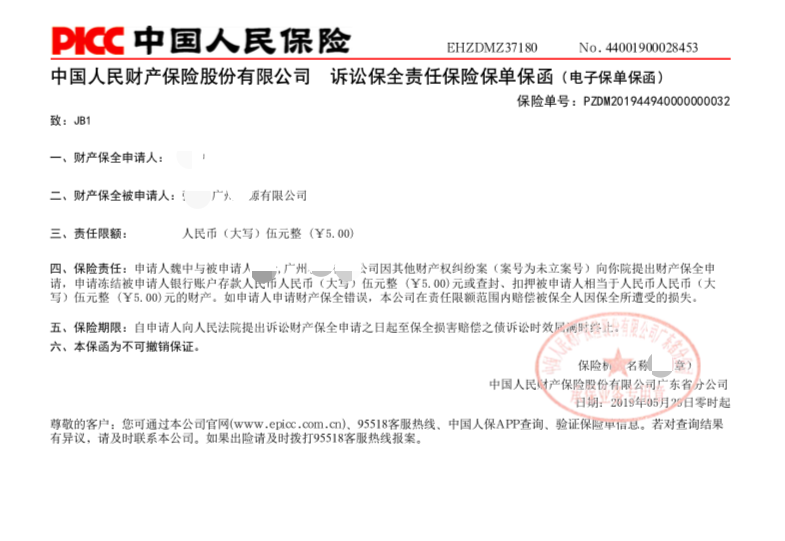 PICC 中国人民保险
EHZDMZ37180 No. 44001900028453
中国人民财产保险股份有限公司 诉讼保全责任保险保单保函（电子保单保函）
保险单号：PZDM201944940000000032
致：JB1
一、财产保全申请人：
二、财产保全被申请人： 广州 源有限公司
三、责任限额： 人民币（大写）伍元整（¥5.00）
四、保险责任：申请人魏中与被申请人 ,广州 公司因其他财产权纠纷案（案号为未立案号）向你院提出财产保全申
请，申请冻结被申请人银行账户存款人民币人民币（大写）伍元整（¥5.00)元或查封、扣押被申请人相当于人民币人民币（大
写）伍元整（¥5.00)元的财产。如申请人申请财产保全错误，本公司在责任限额范围内赔偿被保全人因保全所遭受的损失。
五、保险期限：自申请人向人民法院提出诉讼财产保全申请之日起至保全损害赔偿之债诉讼时效届满时终止。
六、本保函为不可撤销保证。
保险机 名称 章）
中国人民财产保险股份有限公司广东省分公司
日期：2019年05月25日零时起
尊敬的客户：您可通过本公司官网(www.epicc.com.cn)、95518客服热线、中国人保APP查询、验证保险单信息。若对查询结果
有异议，请及时联系本公司。如果出险请及时拨打95518客服热线报案。